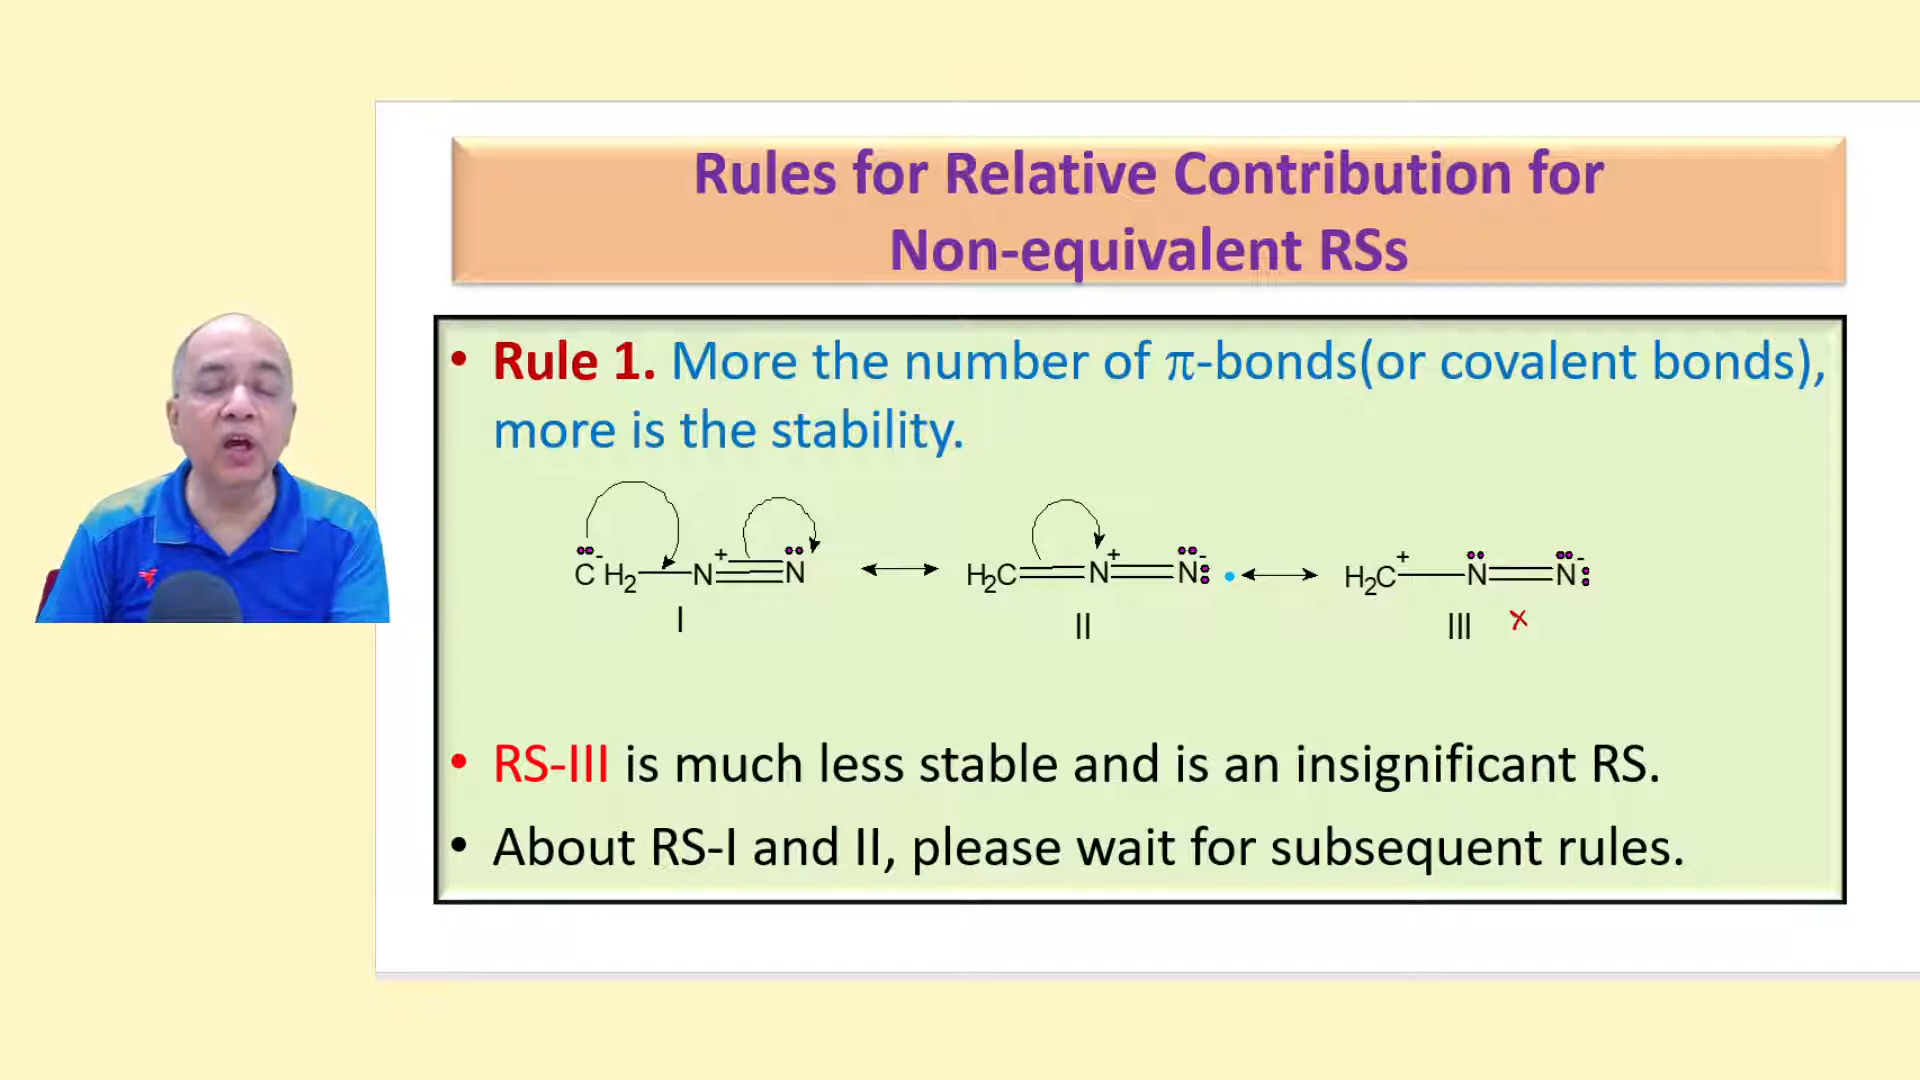 Rules for Relative Contribution for
Non-equivalent RSs
• Rule 1. More the number of π-bonds(or covalent bonds),
more is the stability.
C̈⁻H₂—N⁺≡N̈ ↔ H₂C=N⁺=N̈:⁻ ↔ H₂C⁺—N̈=N̈:⁻
I II III x
• RS-III is much less stable and is an insignificant RS.
• About RS-I and II, please wait for subsequent rules.